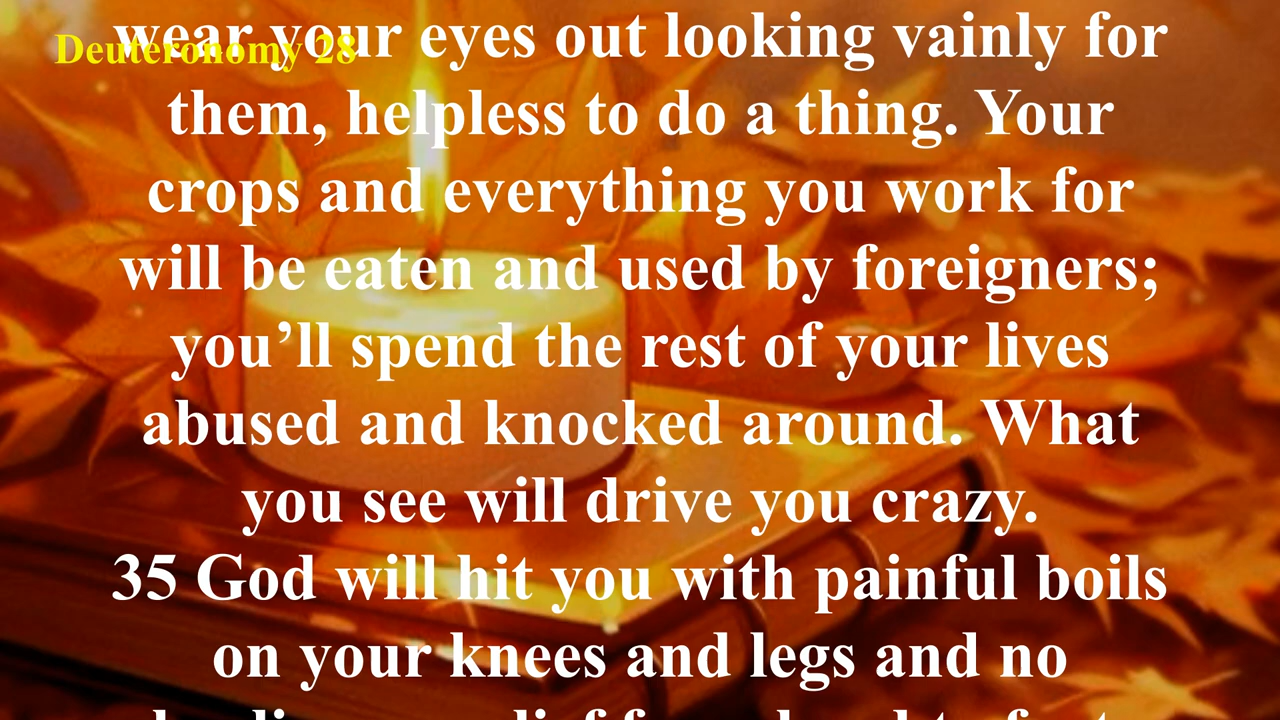 Deuteronomy 28
wear your eyes out looking vainly for
them, helpless to do a thing. Your
crops and everything you work for
will be eaten and used by foreigners;
you’ll spend the rest of your lives
abused and knocked around. What
you see will drive you crazy.
35 God will hit you with painful boils
on your knees and legs and no